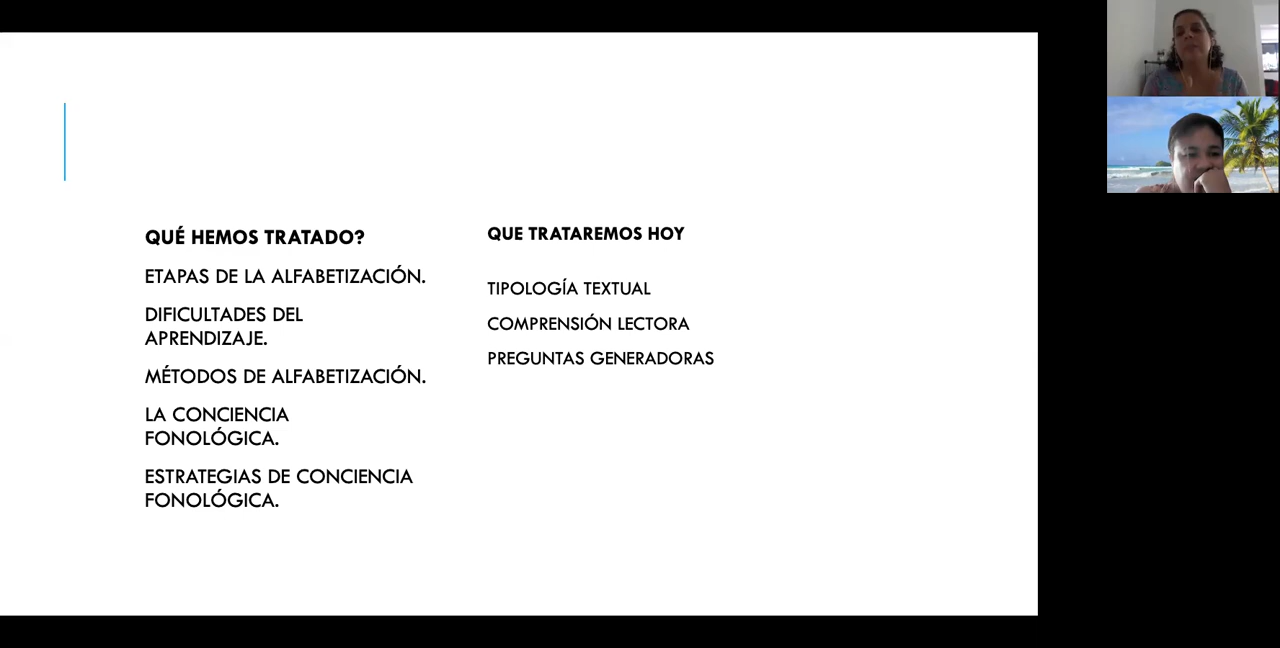 QUÉ HEMOS TRATADO?
ETAPAS DE LA ALFABETIZACIÓN.
DIFICULTADES DEL
APRENDIZAJE.
MÉTODOS DE ALFABETIZACIÓN.
LA CONCIENCIA
FONOLÓGICA.
ESTRATEGIAS DE CONCIENCIA
FONOLÓGICA.
QUE TRATAREMOS HOY
TIPOLOGÍA TEXTUAL
COMPRENSIÓN LECTORA
PREGUNTAS GENERADORAS